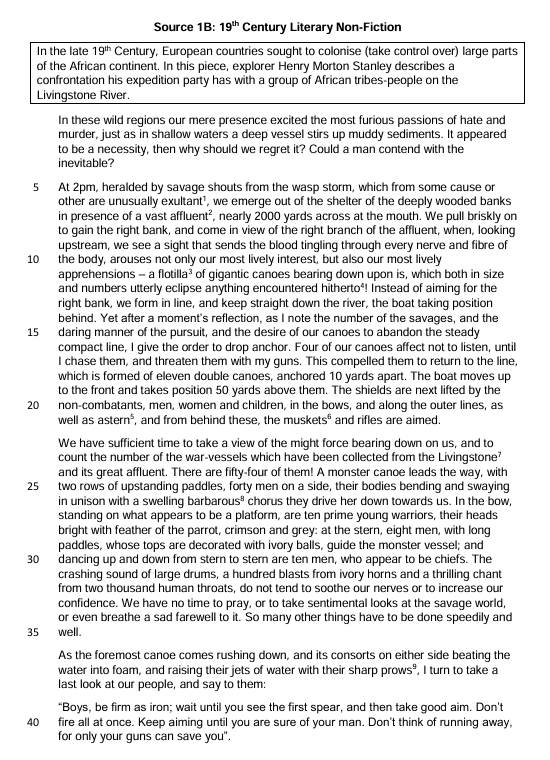 Source 1B: 19th Century Literary Non-Fiction
In the late 19th Century, European countries sought to colonise (take control over) large parts
of the African continent. In this piece, explorer Henry Morton Stanley describes a
confrontation his expedition party has with a group of African tribes-people on the
Livingstone River.
In these wild regions our mere presence excited the most furious passions of hate and
murder, just as in shallow waters a deep vessel stirs up muddy sediments. It appeared
to be a necessity, then why should we regret it? Could a man contend with the
inevitable?
5 At 2pm, heralded by savage shouts from the wasp storm, which from some cause or
other are unusually exultant1, we emerge out of the shelter of the deeply wooded banks
in presence of a vast affluent2, nearly 2000 yards across at the mouth. We pull briskly on
to gain the right bank, and come in view of the right branch of the affluent, when, looking
upstream, we see a sight that sends the blood tingling through every nerve and fibre of
10 the body, arouses not only our most lively interest, but also our most lively
apprehensions – a flotilla3 of gigantic canoes bearing down upon is, which both in size
and numbers utterly eclipse anything encountered hitherto4! Instead of aiming for the
right bank, we form in line, and keep straight down the river, the boat taking position
behind. Yet after a moment's reflection, as I note the number of the savages, and the
15 daring manner of the pursuit, and the desire of our canoes to abandon the steady
compact line, I give the order to drop anchor. Four of our canoes affect not to listen, until
I chase them, and threaten them with my guns. This compelled them to return to the line,
which is formed of eleven double canoes, anchored 10 yards apart. The boat moves up
to the front and takes position 50 yards above them. The shields are next lifted by the
20 non-combatants, men, women and children, in the bows, and along the outer lines, as
well as astern5, and from behind these, the muskets6 and rifles are aimed.
We have sufficient time to take a view of the might force bearing down on us, and to
count the number of the war-vessels which have been collected from the Livingstone7
and its great affluent. There are fifty-four of them! A monster canoe leads the way, with
25 two rows of upstanding paddles, forty men on a side, their bodies bending and swaying
in unison with a swelling barbarous8 chorus they drive her down towards us. In the bow,
standing on what appears to be a platform, are ten prime young warriors, their heads
bright with feather of the parrot, crimson and grey: at the stern, eight men, with long
paddles, whose tops are decorated with ivory balls, guide the monster vessel; and
30 dancing up and down from stern to stern are ten men, who appear to be chiefs. The
crashing sound of large drums, a hundred blasts from ivory horns and a thrilling chant
from two thousand human throats, do not tend to soothe our nerves or to increase our
confidence. We have no time to pray, or to take sentimental looks at the savage world,
or even breathe a sad farewell to it. So many other things have to be done speedily and
35 well.
As the foremost canoe comes rushing down, and its consorts on either side beating the
water into foam, and raising their jets of water with their sharp prows9, I turn to take a
last look at our people, and say to them:
“Boys, be firm as iron; wait until you see the first spear, and then take good aim. Don't
40 fire all at once. Keep aiming until you are sure of your man. Don't think of running away,
for only your guns can save you”.